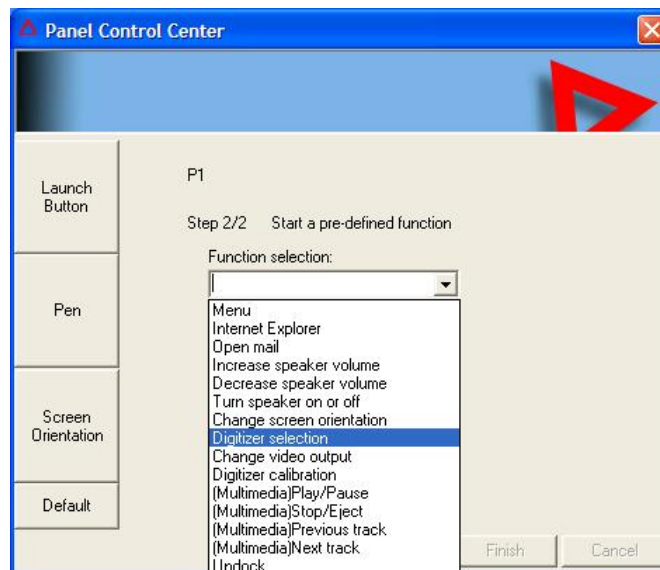 Panel Control Center
Launch
Button
Pen
Screen
Orientation
Default
P1
Step 2/2 Start a pre-defined function
Function selection:
Menu
Internet Explorer
Open mail
Increase speaker volume
Decrease speaker volume
Turn speaker on or off
Change screen orientation
Digitizer selection
Change video output
Digitizer calibration
(Multimedia)Play/Pause
(Multimedia)Stop/Eject
(Multimedia)Previous track
(Multimedia)Next track
Undock
Finish
Cancel